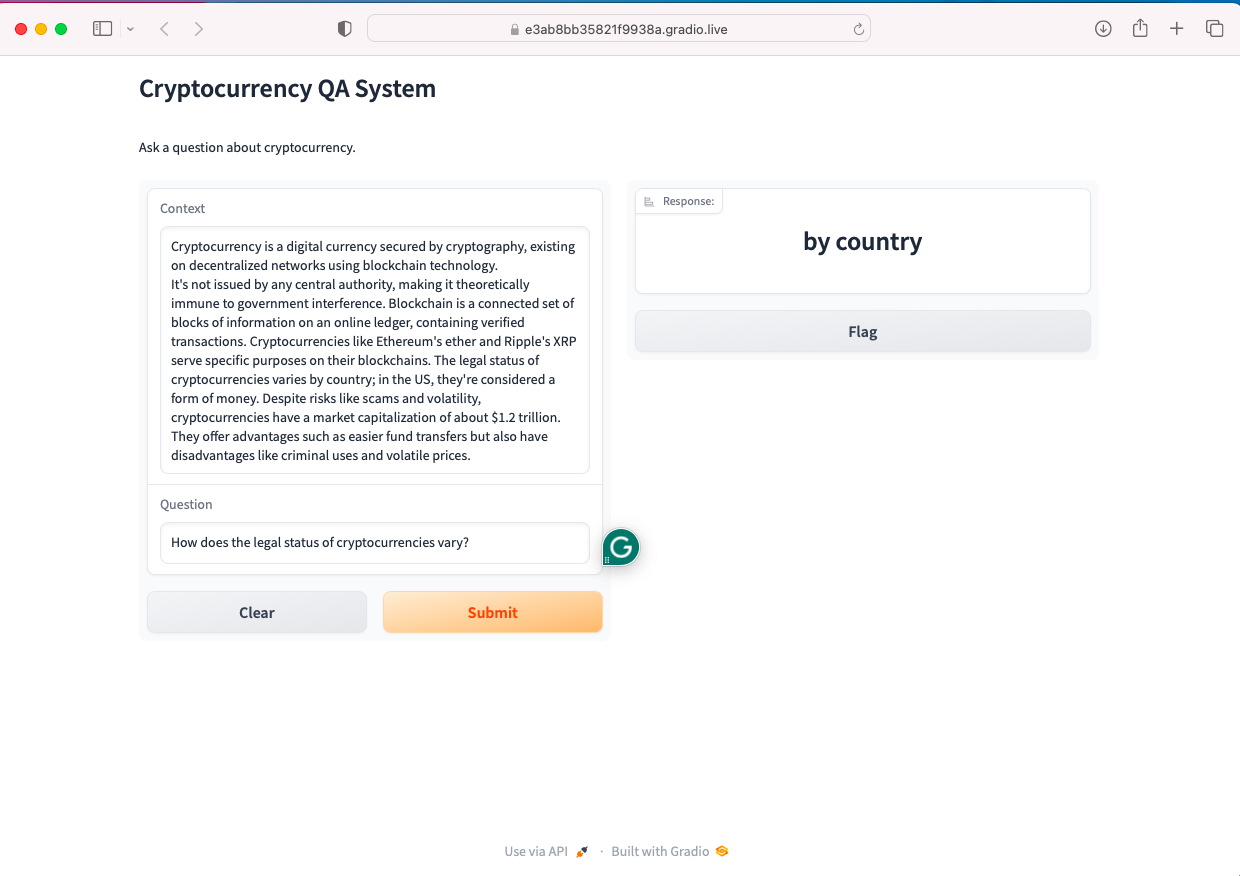 e3ab8bb35821f9938a.gradio.live
Cryptocurrency QA System
Ask a question about cryptocurrency.
Context
Cryptocurrency is a digital currency secured by cryptography, existing
on decentralized networks using blockchain technology.
It's not issued by any central authority, making it theoretically
immune to government interference. Blockchain is a connected set of
blocks of information on an online ledger, containing verified
transactions. Cryptocurrencies like Ethereum's ether and Ripple's XRP
serve specific purposes on their blockchains. The legal status of
cryptocurrencies varies by country; in the US, they're considered a
form of money. Despite risks like scams and volatility,
cryptocurrencies have a market capitalization of about $1.2 trillion.
They offer advantages such as easier fund transfers but also have
disadvantages like criminal uses and volatile prices.
Question
How does the legal status of cryptocurrencies vary?
G
Clear
Submit
Response:
by country
Flag
Use via API · Built with Gradio